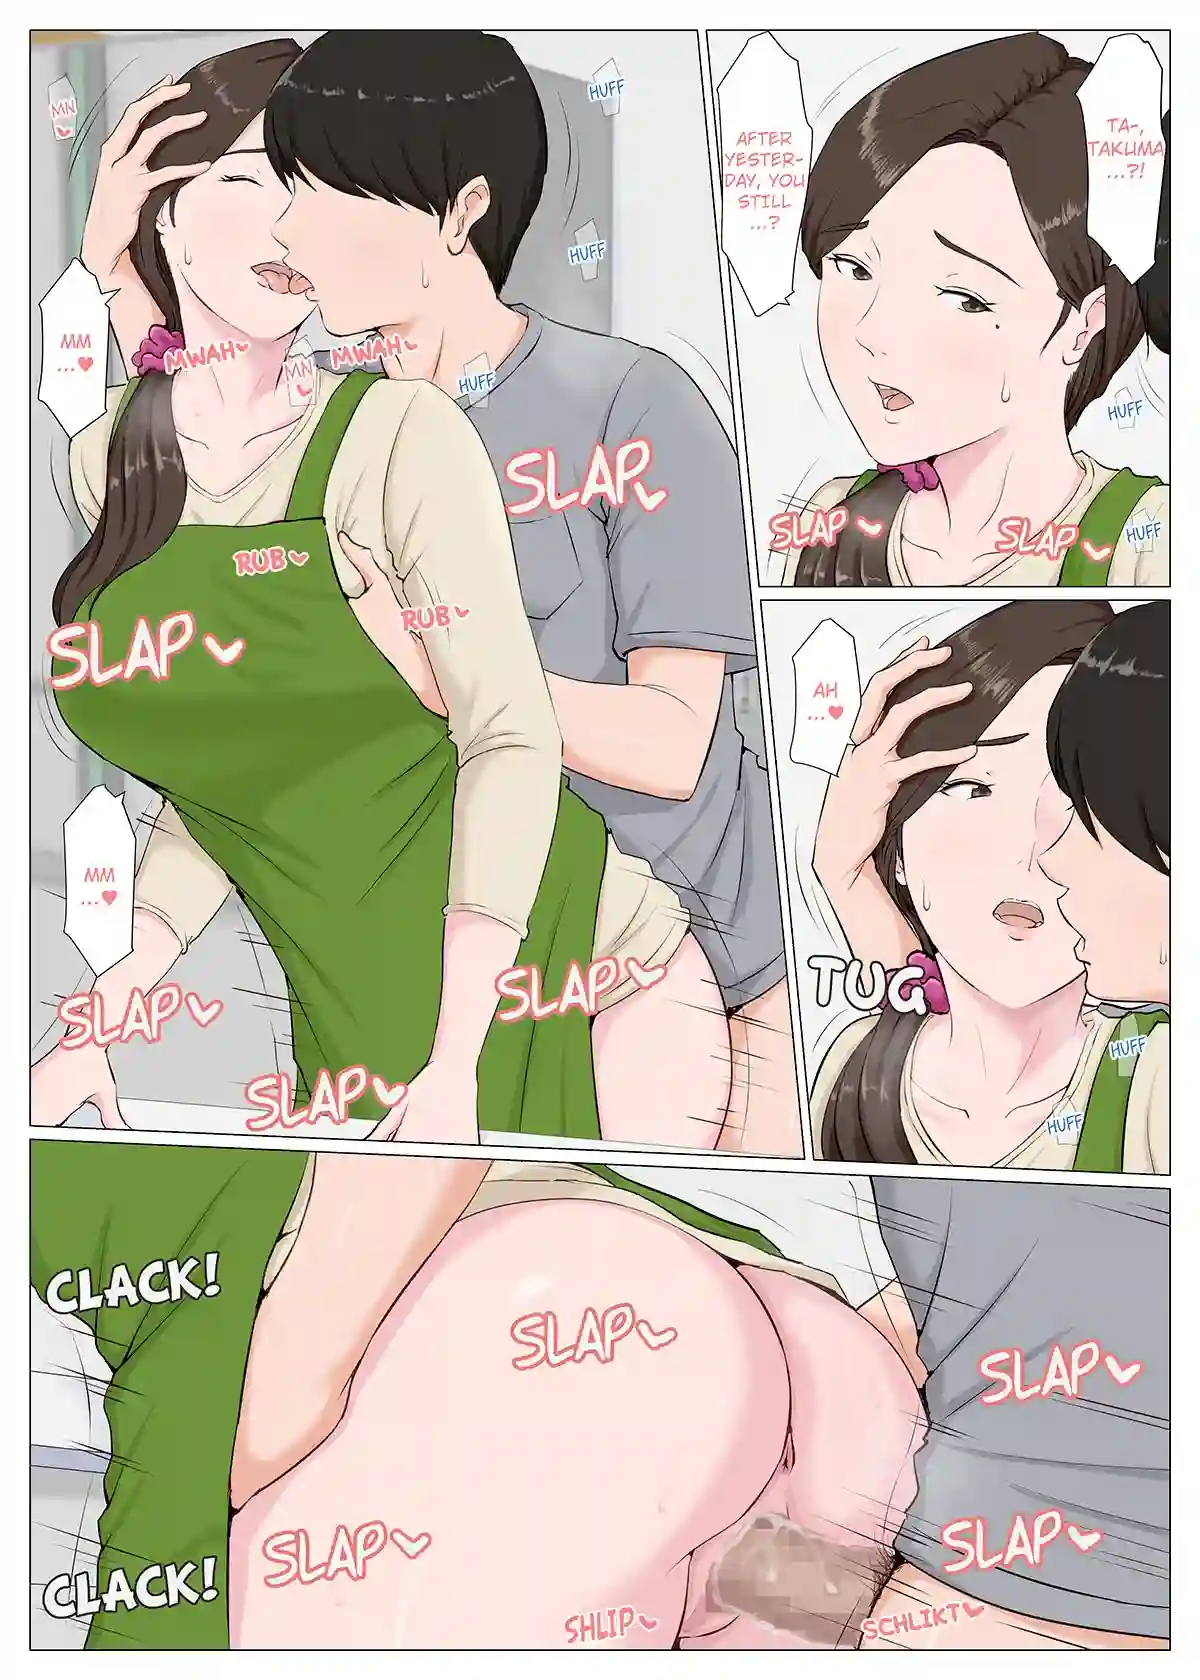 MN
HUFF
HUFF
MM
...♥
MWAH
MN
MWAH
HUFF
SLAP
RUB
RUB
SLAP
MM
...♥
SLAP
SLAP
SLAP
TA-,
TAKUMA
...?!
AFTER
YESTER-
DAY, YOU
STILL
...?
HUFF
SLAP
SLAP
HUFF
AH
...♥
TUG
HUFF
HUFF
CLACK!
SLAP
SLAP
SLAP
SLAP
CLACK!
SHLIP
SCHLIKT